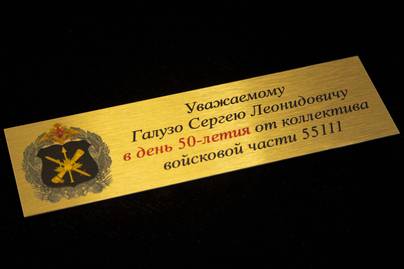 Уважаемому
Галузо Сергею Леонидовичу
в день 50-летия от коллектива
войсковой части 55111